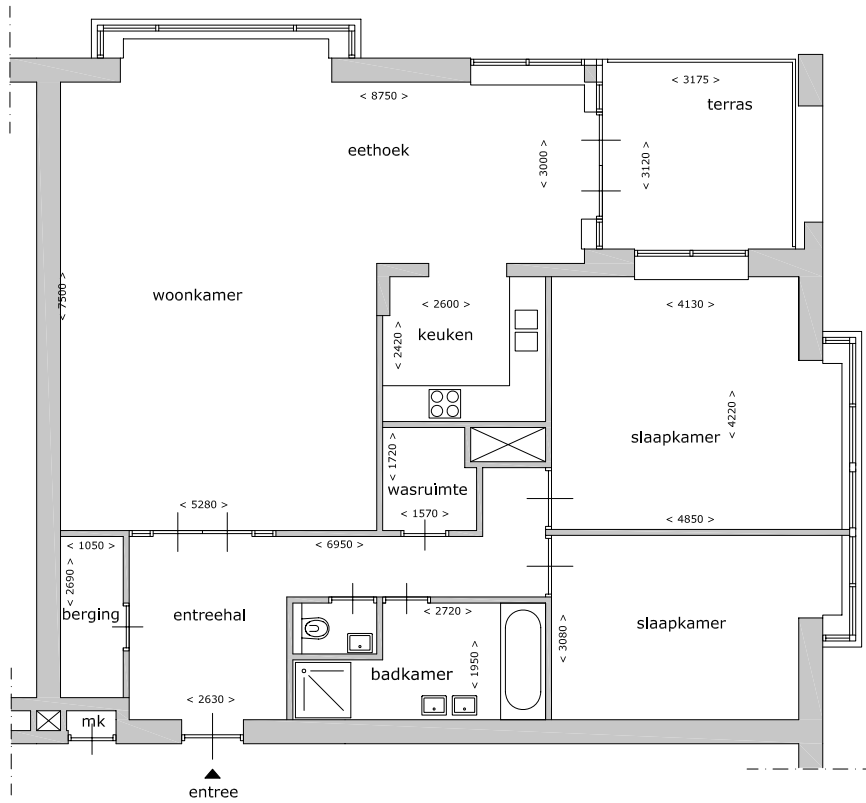 < 8750 >
< 3175 >
terras
eethoek
< 3000 >
< 3120 >
woonkamer
< 7500 >
< 2600 >
keuken
< 2420 >
< 4130 >
slaapkamer
< 4220 >
< 1720 >
wasruimte
< 1570 >
< 5280 >
< 4850 >
< 1050 >
< 6950 >
< 2690 >
berging
entreehal
< 2720 >
slaapkamer
< 3080 >
badkamer
< 1950 >
< 2630 >
mk
entree